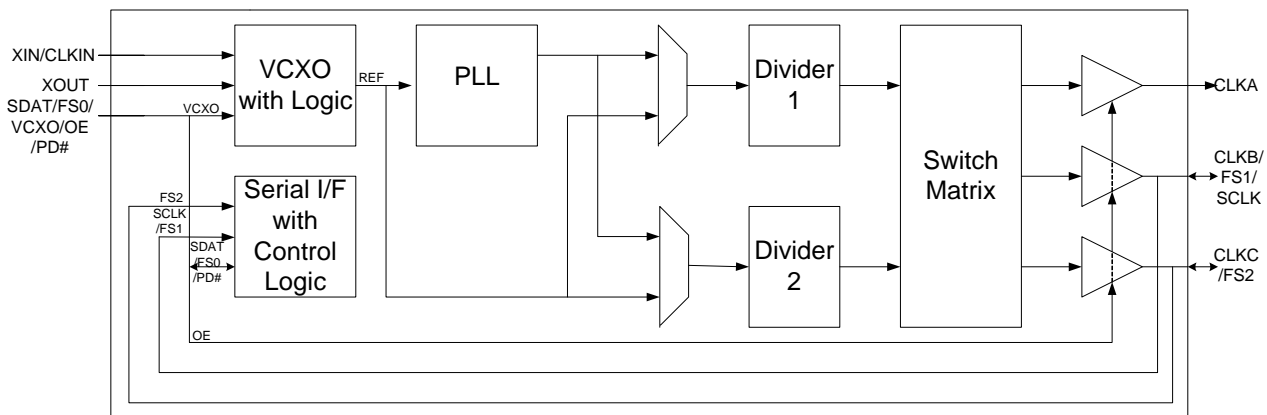 XIN/CLKIN
XOUT
SDAT/FS0/
VCXO/OE
/PD#
VCXO
VCXO
with Logic
REF
PLL
Divider
1
Switch
Matrix
CLKA
CLKB/
FS1/
SCLK
CLKC
/FS2
FS2
SCLK
/FS1
SDAT
/FS0
/PD#
Serial I/F
with
Control
Logic
Divider
2
OE